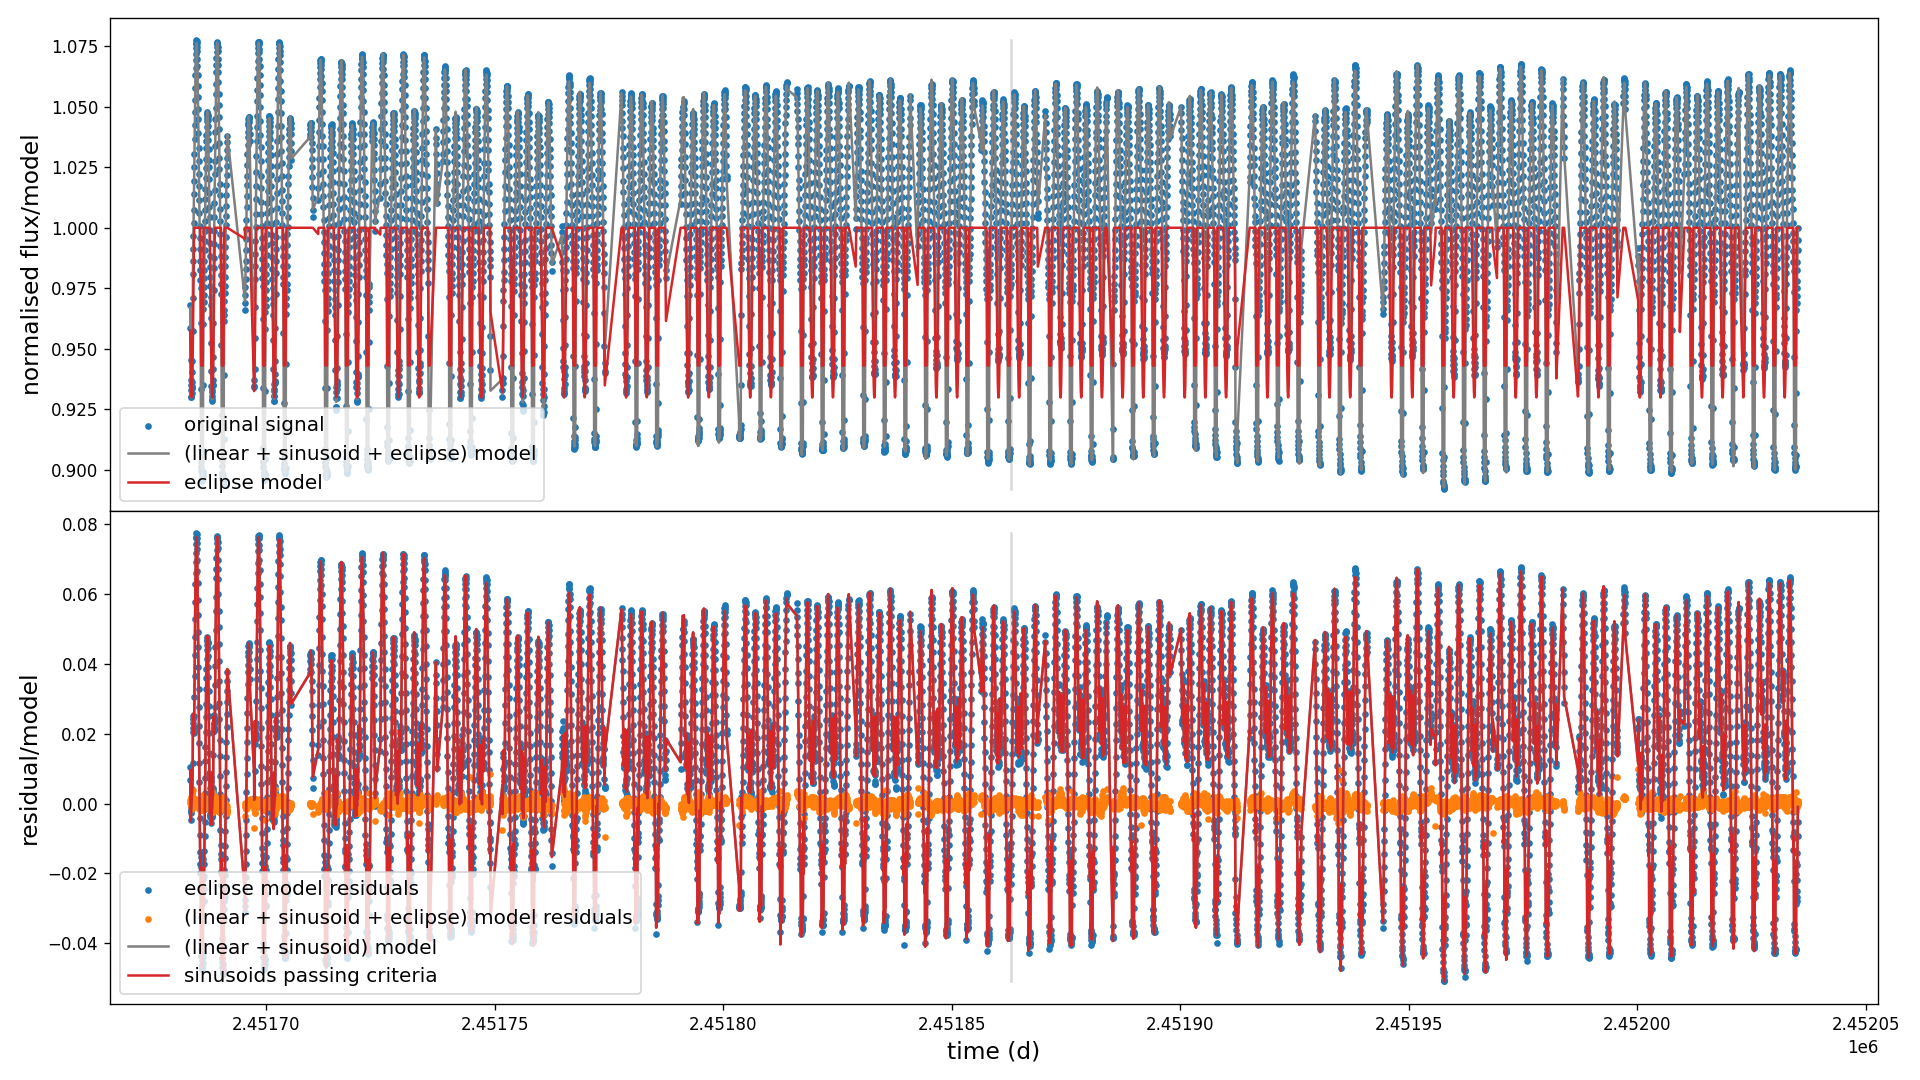 normalised flux/model
1.075
1.050
1.025
1.000
0.975
0.950
0.925
0.900
original signal
(linear + sinusoid + eclipse) model
eclipse model
residual/model
0.08
0.06
0.04
0.02
0.00
−0.02
−0.04
eclipse model residuals
(linear + sinusoid + eclipse) model residuals
(linear + sinusoid) model
sinusoids passing criteria
2.45170 2.45175 2.45180 2.45185 2.45190 2.45195 2.45200 2.45205
1e6
time (d)